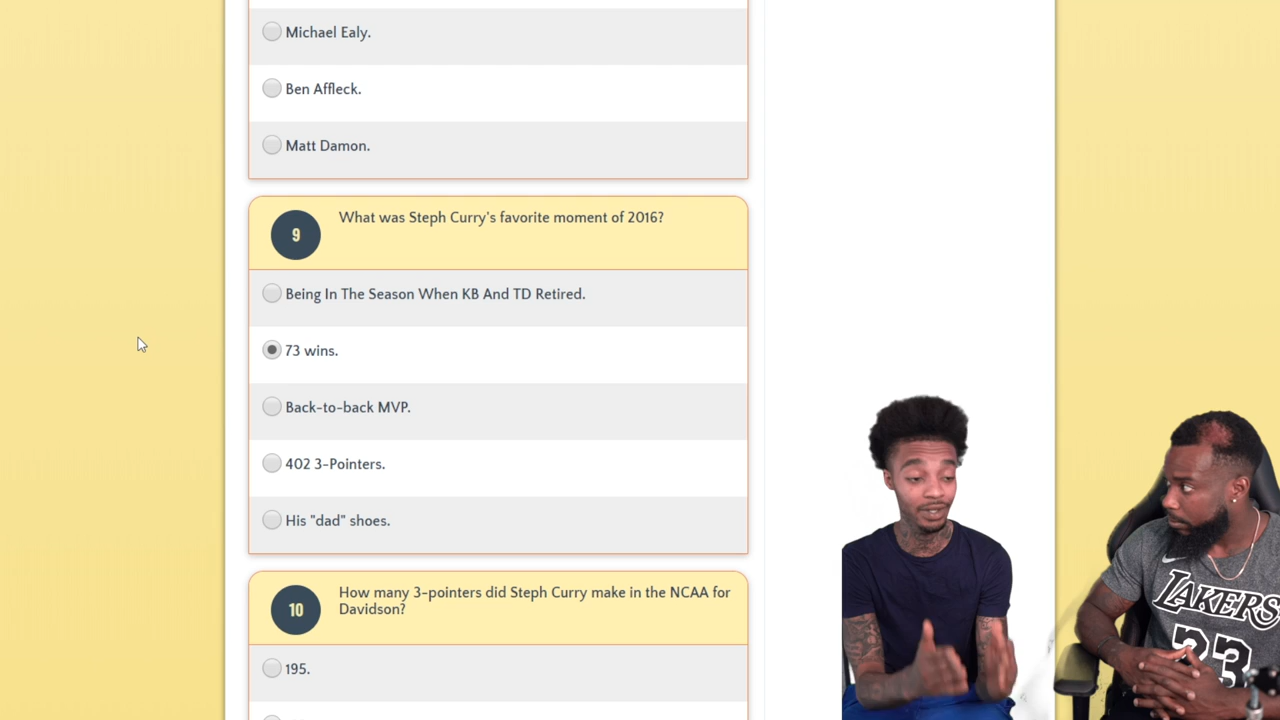 Michael Ealy.
Ben Affleck.
Matt Damon.
9
What was Steph Curry's favorite moment of 2016?
Being In The Season When KB And TD Retired.
73 wins.
Back-to-back MVP.
402 3-Pointers.
His "dad" shoes.
10
How many 3-pointers did Steph Curry make in the NCAA for
Davidson?
195.
LAKERS
23